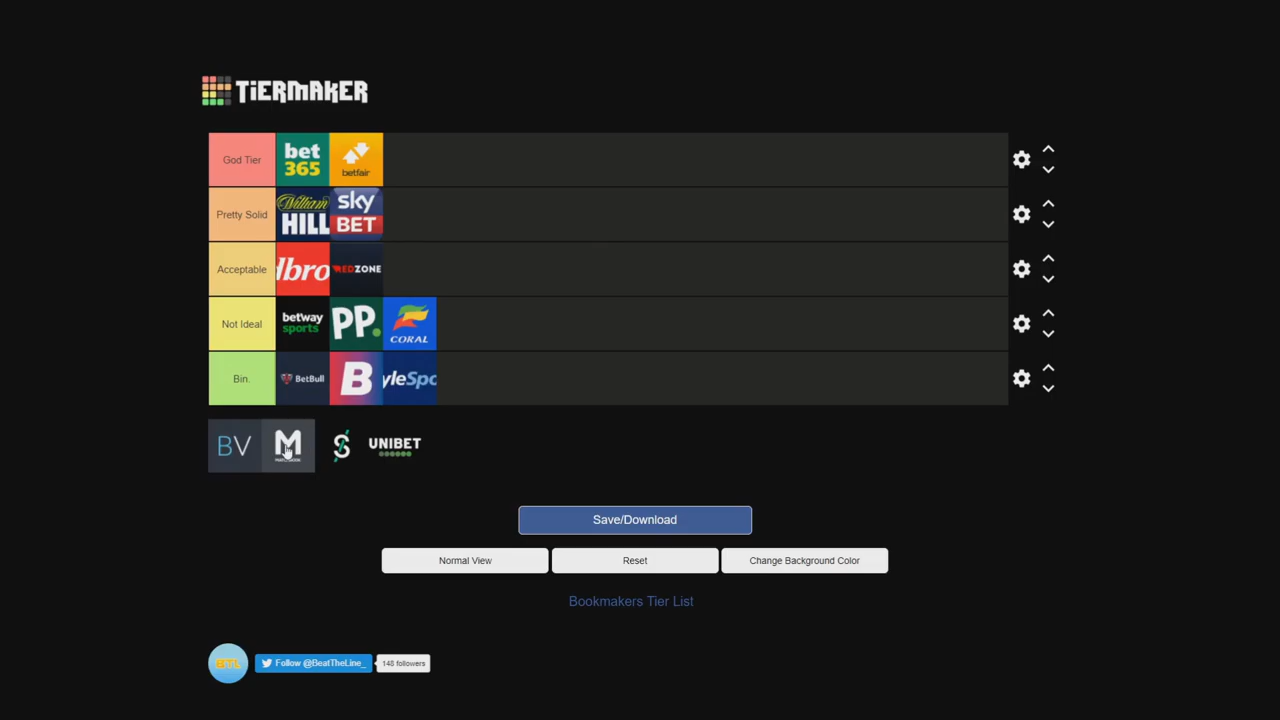 TiERMAKER
God Tier
bet
365
betfair
Pretty Solid
William
HILL
sky
BET
Acceptable
dbro
REDZONE
Not Ideal
betway
sports
PP.
CORAL
Bin.
BetBull
B
yleSpo
BV
M
S
UNIBET
Save/Download
Normal View
Reset
Change Background Color
Bookmakers Tier List
BTL
Follow @BeatTheLine_
148 followers